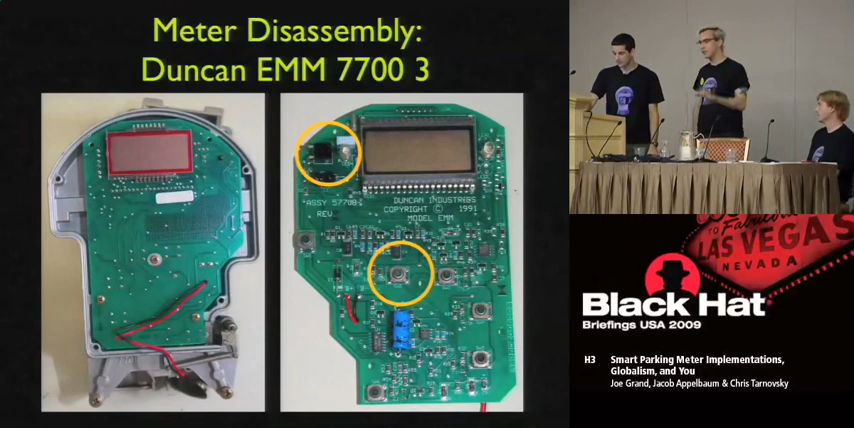 Meter Disassembly:
Duncan EMM 7700 3
DUNCAN INDUSTRIES
COPYRIGHT © 1991
MODEL EMM
REV
TO Fabulous
LAS VEGAS
NEVADA
Black Hat
Briefings USA 2009
H3 Smart Parking Meter Implementations,
Globalism, and You
Joe Grand, Jacob Appelbaum & Chris Tarnovsky